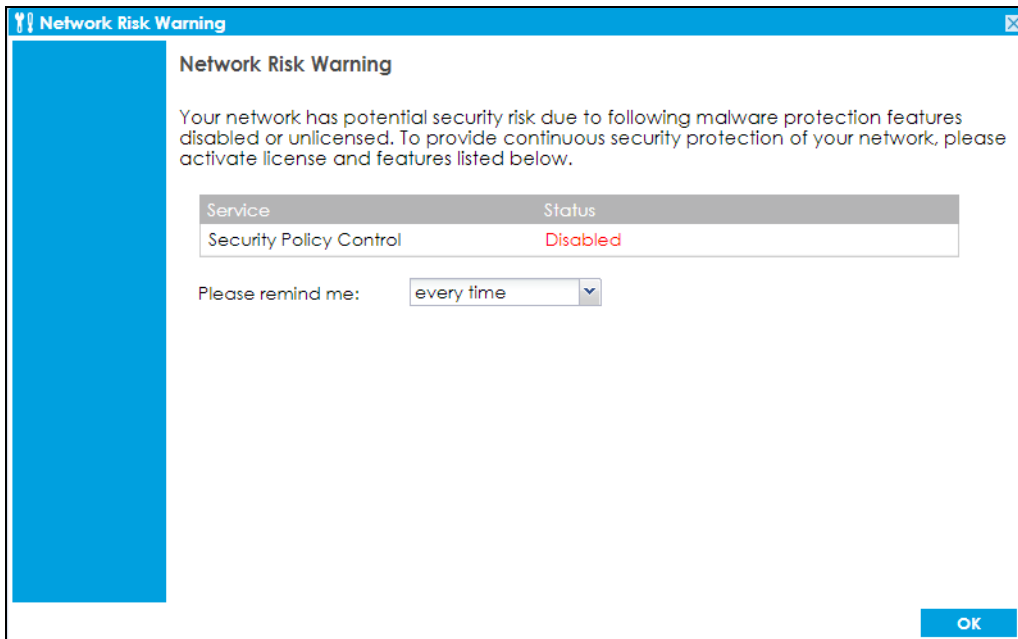 Network Risk Warning
Network Risk Warning
Your network has potential security risk due to following malware protection features
disabled or unlicensed. To provide continuous security protection of your network, please
activate license and features listed below.
Service Status
Security Policy Control Disabled
Please remind me: every time
OK